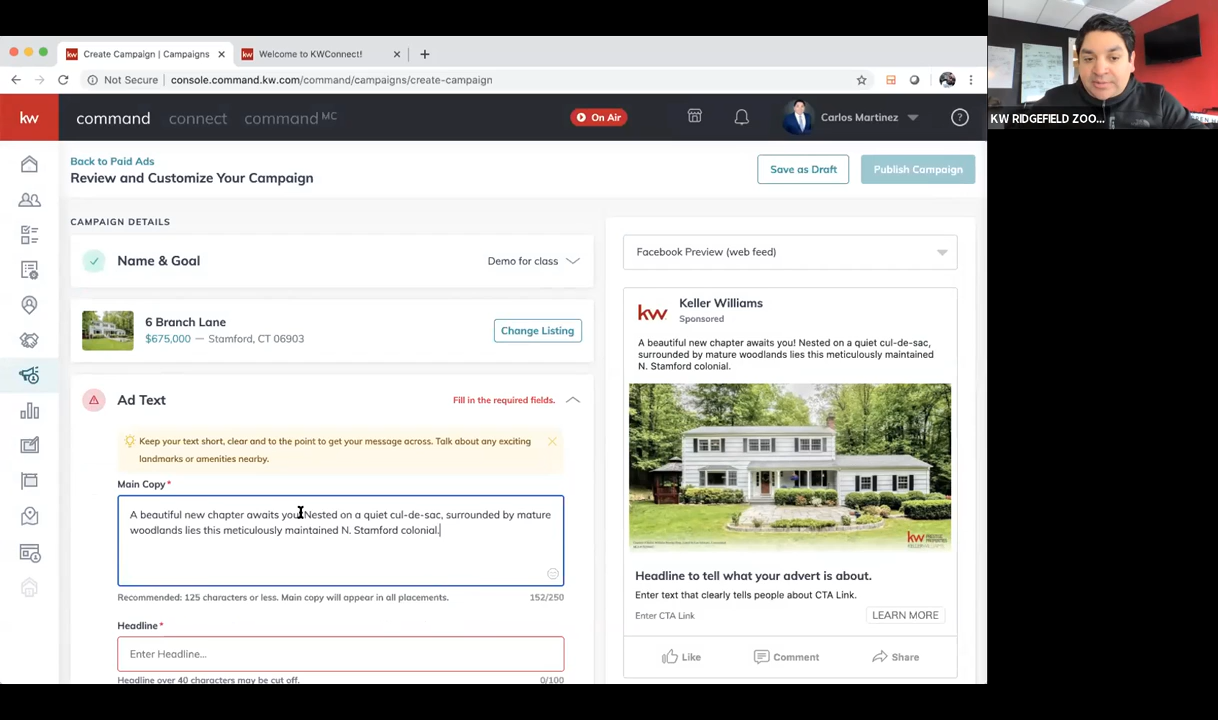 Create Campaign | Campaigns
Welcome to KWConnect!
Not Secure
console.command.kw.com/command/campaigns/create-campaign
KW RIDGEFIELD ZOO...
kw
command
connect
command MC
On Air
Carlos Martinez
?
Back to Paid Ads
Review and Customize Your Campaign
Save as Draft
Publish Campaign
CAMPAIGN DETAILS
Name & Goal
Demo for class
6 Branch Lane
$675,000 — Stamford, CT 06903
Change Listing
Ad Text
Fill in the required fields.
Keep your text short, clear and to the point to get your message across. Talk about any exciting
landmarks or amenities nearby.
Main Copy*
A beautiful new chapter awaits you! Nested on a quiet cul-de-sac, surrounded by mature
woodlands lies this meticulously maintained N. Stamford colonial.
Recommended: 125 characters or less. Main copy will appear in all placements.
152/250
Headline*
Enter Headline...
Headline over 40 characters may be cut off.
0/100
Facebook Preview (web feed)
kw
Keller Williams
Sponsored
A beautiful new chapter awaits you! Nested on a quiet cul-de-sac,
surrounded by mature woodlands lies this meticulously maintained
N. Stamford colonial.
kw
KELLERWILLIAMS
Headline to tell what your advert is about.
Enter text that clearly tells people about CTA Link.
Enter CTA Link
LEARN MORE
Like
Comment
Share